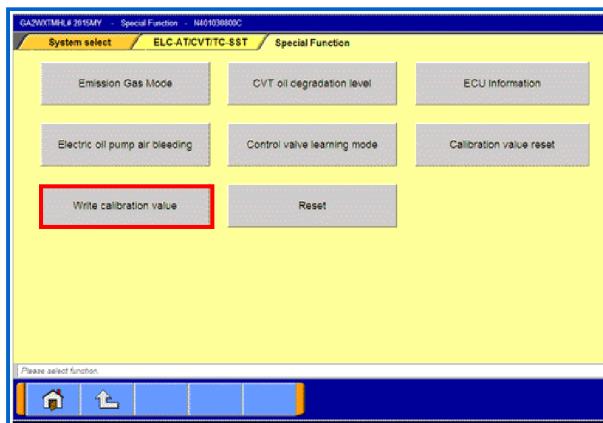 GA2WXTMHL# 2015MY - Special Function - N401030800C
System select ELC-AT/CVT/TC-SST Special Function
Emission Gas Mode CVT oil degradation level ECU Information
Electric oil pump air bleeding Control valve learning mode Calibration value reset
Write calibration value Reset
Please select function.